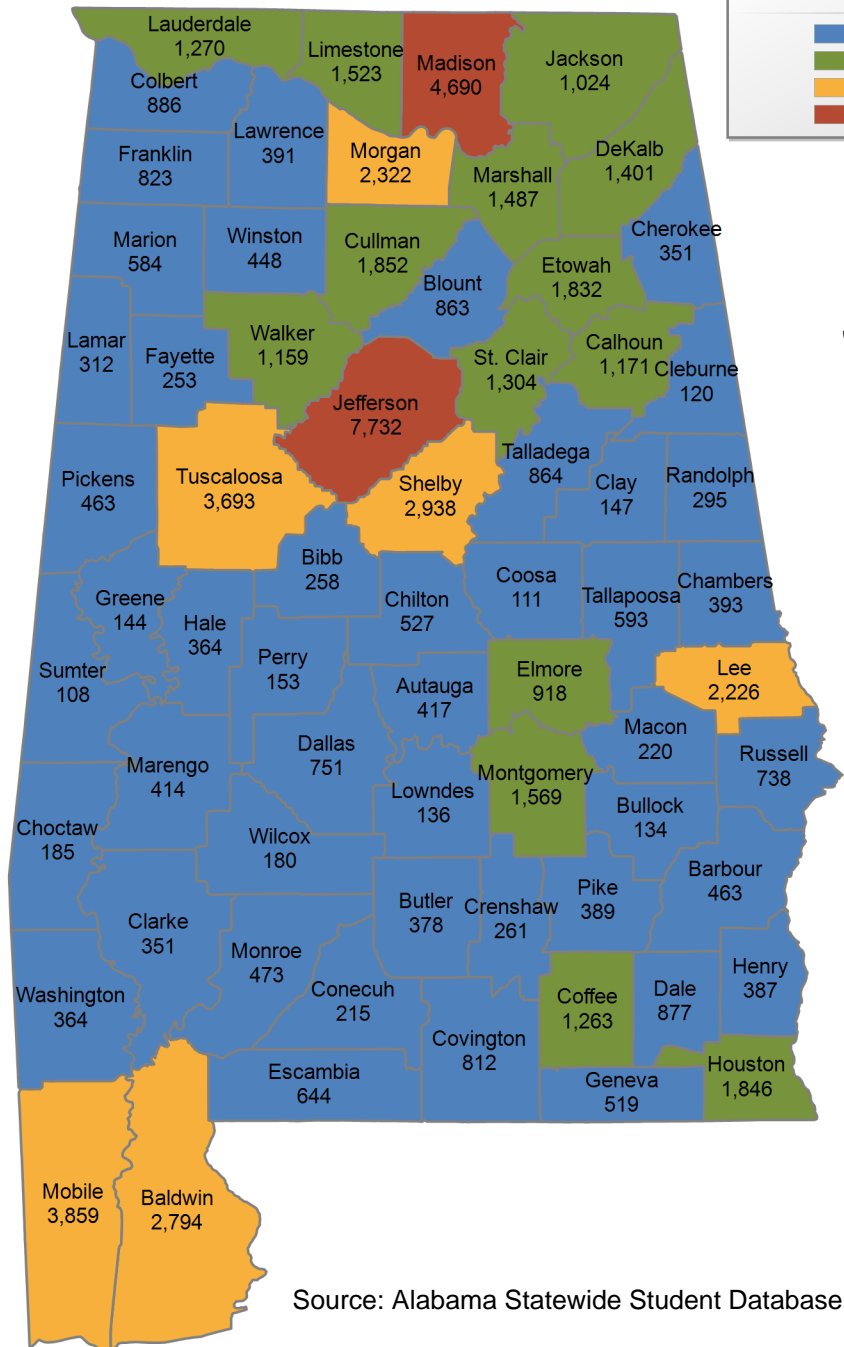 Lauderdale
1,270
Limestone
1,523
Madison
4,690
Jackson
1,024
Colbert
886
Lawrence
391
Franklin
823
Morgan
2,322
Marshall
1,487
DeKalb
1,401
Marion
584
Winston
448
Cullman
1,852
Blount
863
Etowah
1,832
Cherokee
351
Lamar
312
Fayette
253
Walker
1,159
St. Clair
1,304
Calhoun
1,171
Cleburne
120
Jefferson
7,732
Pickens
463
Tuscaloosa
3,693
Shelby
2,938
Talladega
864
Clay
147
Randolph
295
Bibb
258
Greene
144
Hale
364
Chilton
527
Coosa
111
Tallapoosa
593
Chambers
393
Sumter
108
Perry
153
Autauga
417
Elmore
918
Lee
2,226
Marengo
414
Dallas
751
Lowndes
136
Montgomery
1,569
Macon
220
Russell
738
Bullock
134
Choctaw
185
Wilcox
180
Clarke
351
Butler
378
Crenshaw
261
Pike
389
Barbour
463
Monroe
473
Conecuh
215
Washington
364
Covington
812
Coffee
1,263
Dale
877
Henry
387
Escambia
644
Geneva
519
Houston
1,846
Mobile
3,859
Baldwin
2,794
Source: Alabama Statewide Student Database